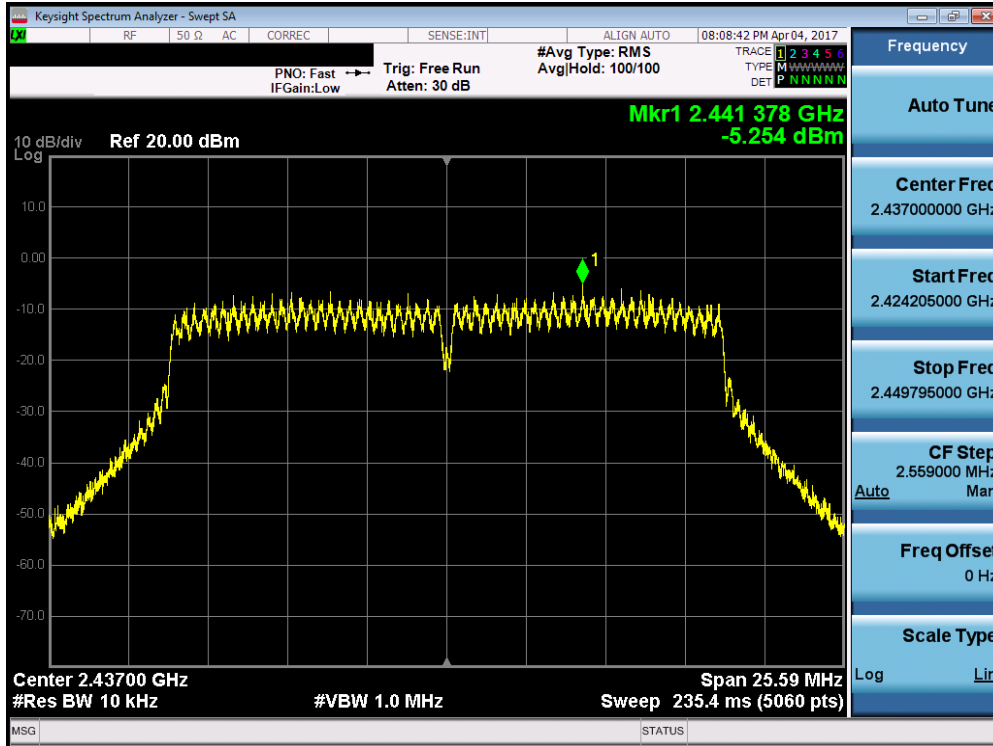 Keysight Spectrum Analyzer - Swept SA
LXI RF 50 Ω AC CORREC SENSE:INT ALIGN AUTO 08:08:42 PM Apr 04, 2017
#Avg Type: RMS
Avg|Hold: 100/100
TRACE 1 2 3 4 5 6
TYPE M WWWWW
DET P N N N N N
PNO: Fast
IFGain:Low
Trig: Free Run
Atten: 30 dB
Mkr1 2.441 378 GHz
-5.254 dBm
10 dB/div Ref 20.00 dBm
Log
10.0
0.00
-10.0
-20.0
-30.0
-40.0
-50.0
-60.0
-70.0
1
Center 2.43700 GHz Span 25.59 MHz
#Res BW 10 kHz #VBW 1.0 MHz Sweep 235.4 ms (5060 pts)
MSG STATUS
Frequency
Auto Tune
Center Freq
2.437000000 GHz
Start Freq
2.424205000 GHz
Stop Freq
2.449795000 GHz
CF Step
2.559000 MHz
Auto Man
Freq Offset
0 Hz
Scale Type
Log Lin